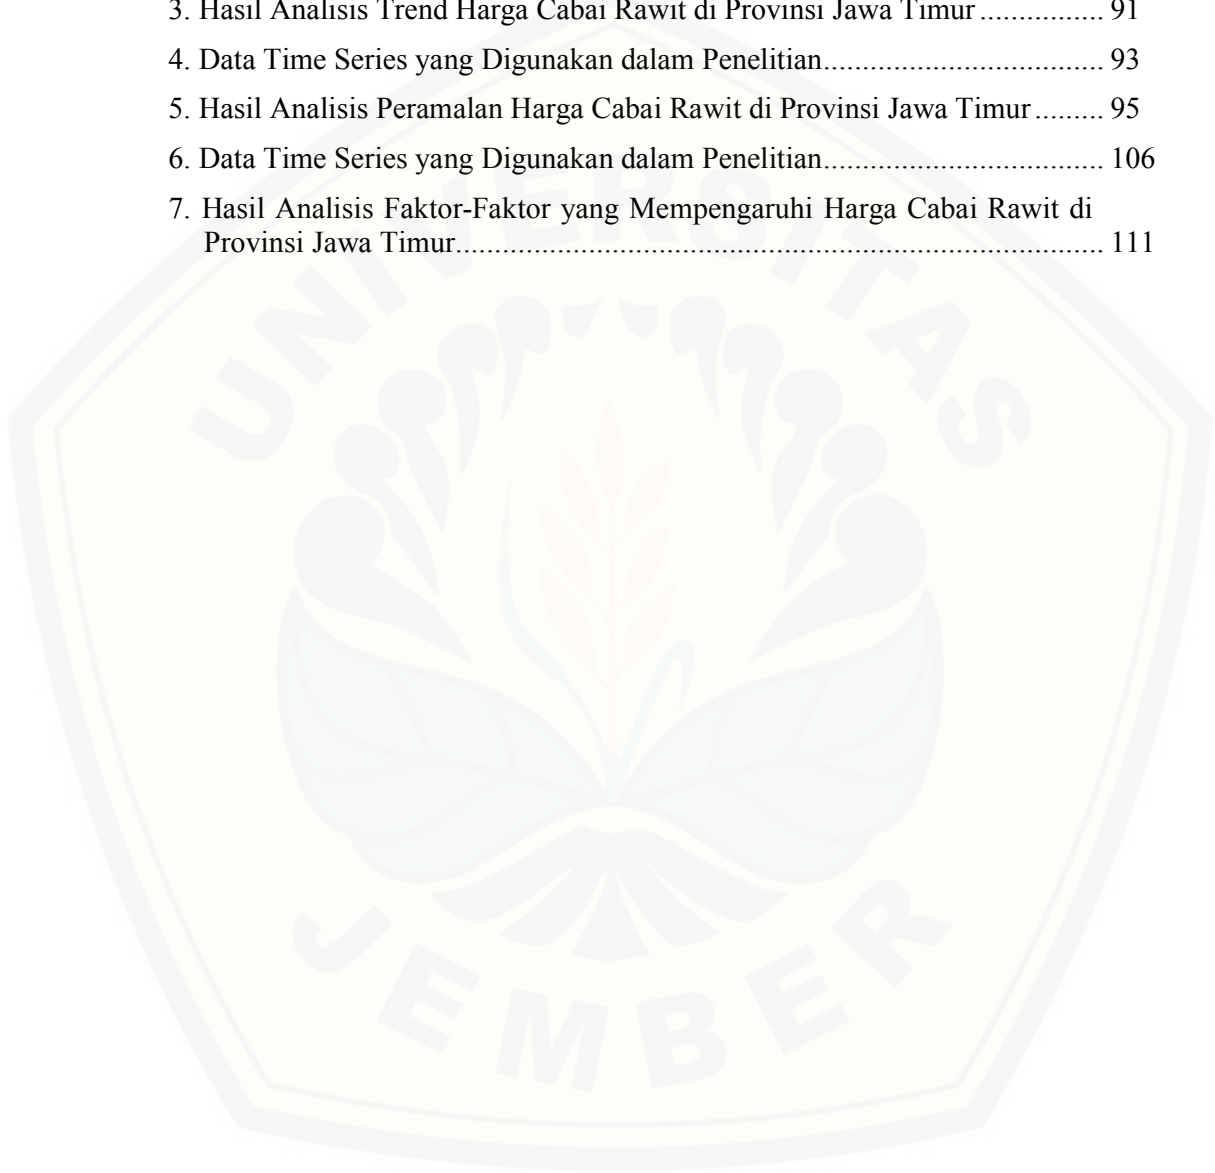 3. Hasil Analisis Trend Harga Cabai Rawit di Provinsi Jawa Timur ................ 91
4. Data Time Series yang Digunakan dalam Penelitian.................................... 93
5. Hasil Analisis Peramalan Harga Cabai Rawit di Provinsi Jawa Timur ......... 95
6. Data Time Series yang Digunakan dalam Penelitian.................................... 106
7. Hasil Analisis Faktor-Faktor yang Mempengaruhi Harga Cabai Rawit di
Provinsi Jawa Timur................................................................................... 111
UNIVERSITAS
JEMBER